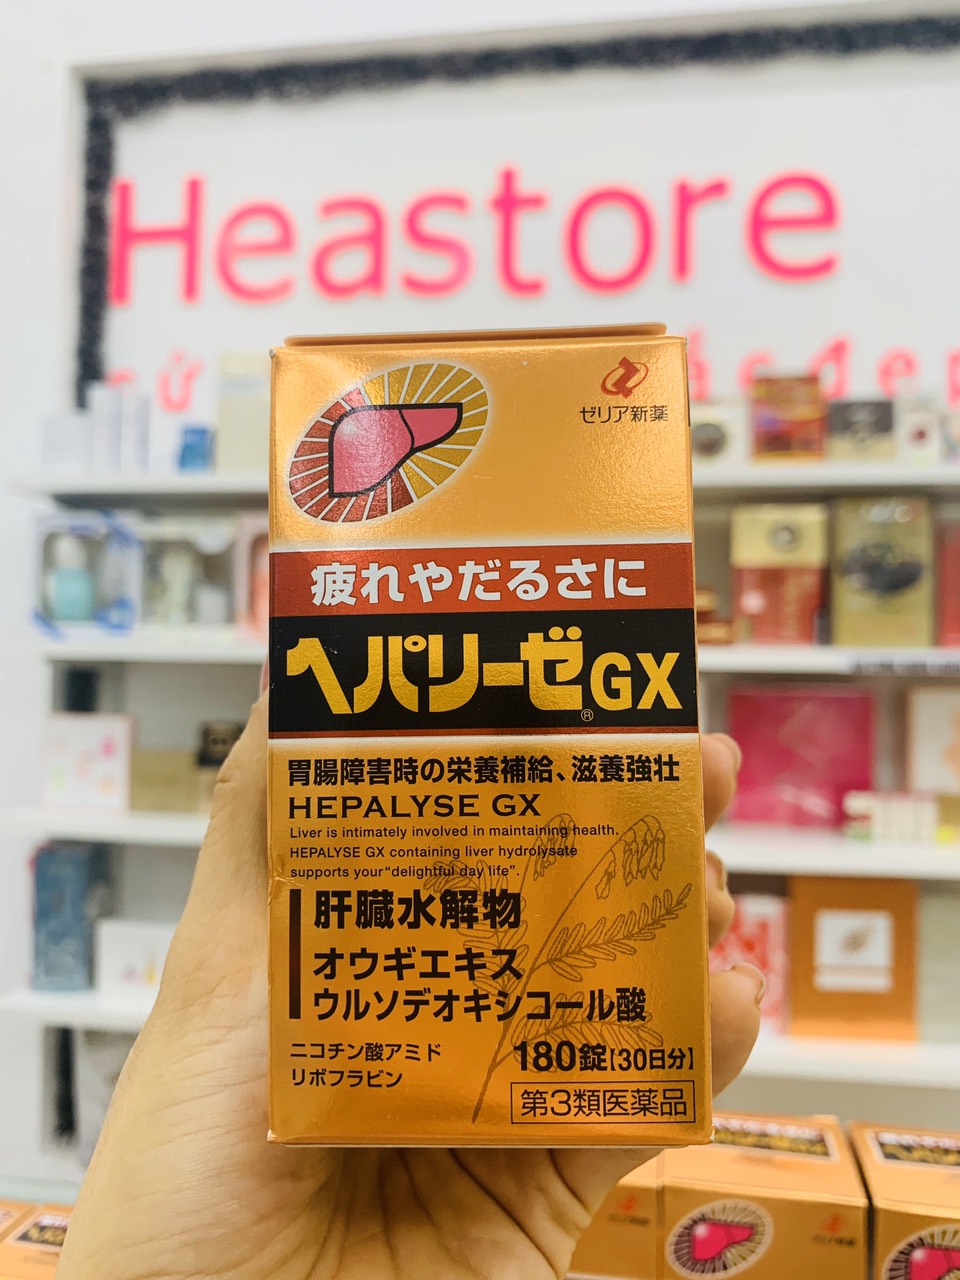 Heastore
ゼリア新薬
疲れやだるさに
ヘパリーゼ®GX
胃腸障害時の栄養補給、滋養強壮
HEPALYSE GX
Liver is intimately involved in maintaining health.
HEPALYSE GX containing liver hydrolysate
supports your“delightful day life”.
肝臓水解物
オウギエキス
ウルソデオキシコール酸
ニコチン酸アミド
リボフラビン
180錠【30日分】
第3類医薬品